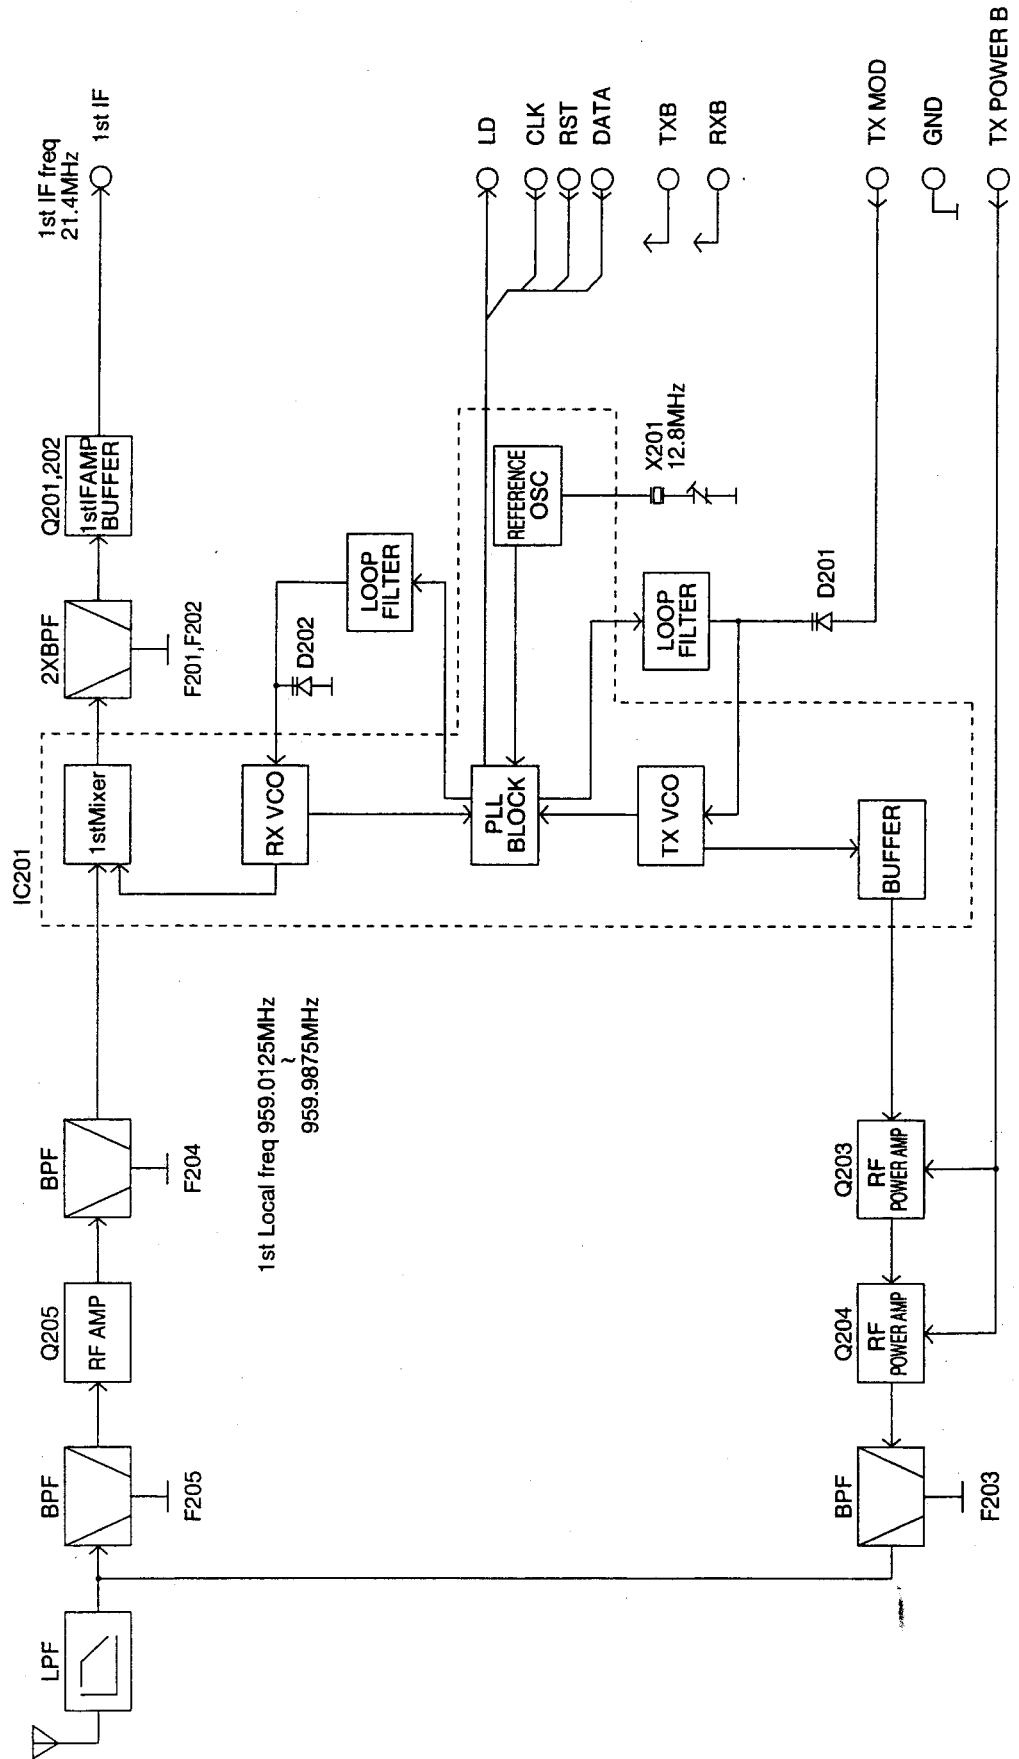 LPF
BPF
F205
Q205
RF AMP
BPF
F204
IC201
1stMixer
2XBPF
F201,F202
Q201,202
1stIFAMP
BUFFER
1st IF freq
21.4MHz
1st IF
1st Local freq 959.0125MHz
~
959.9875MHz
RX VCO
D202
LOOP
FILTER
PLL
BLOCK
REFERENCE
OSC
X201
12.8MHz
LD
CLK
RST
DATA
TXB
RXB
TX VCO
LOOP
FILTER
D201
TX MOD
GND
TX POWER B
BUFFER
Q203
RF
POWER AMP
Q204
RF
POWER AMP
BPF
F203